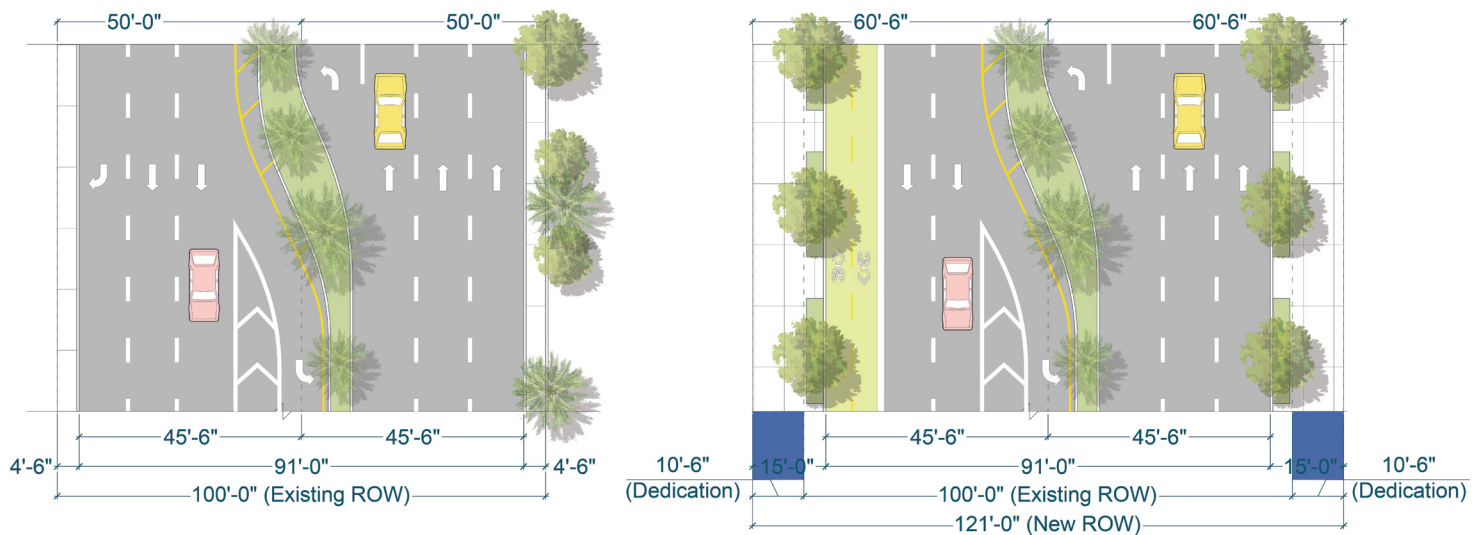 50'-0" 50'-0"
60'-6" 60'-6"
45'-6" 45'-6"
4'-6" 91'-0" 4'-6"
100'-0" (Existing ROW)
45'-6" 45'-6"
10'-6" 15'-0" 91'-0" 15'-0" 10'-6"
(Dedication) 100'-0" (Existing ROW) (Dedication)
121'-0" (New ROW)